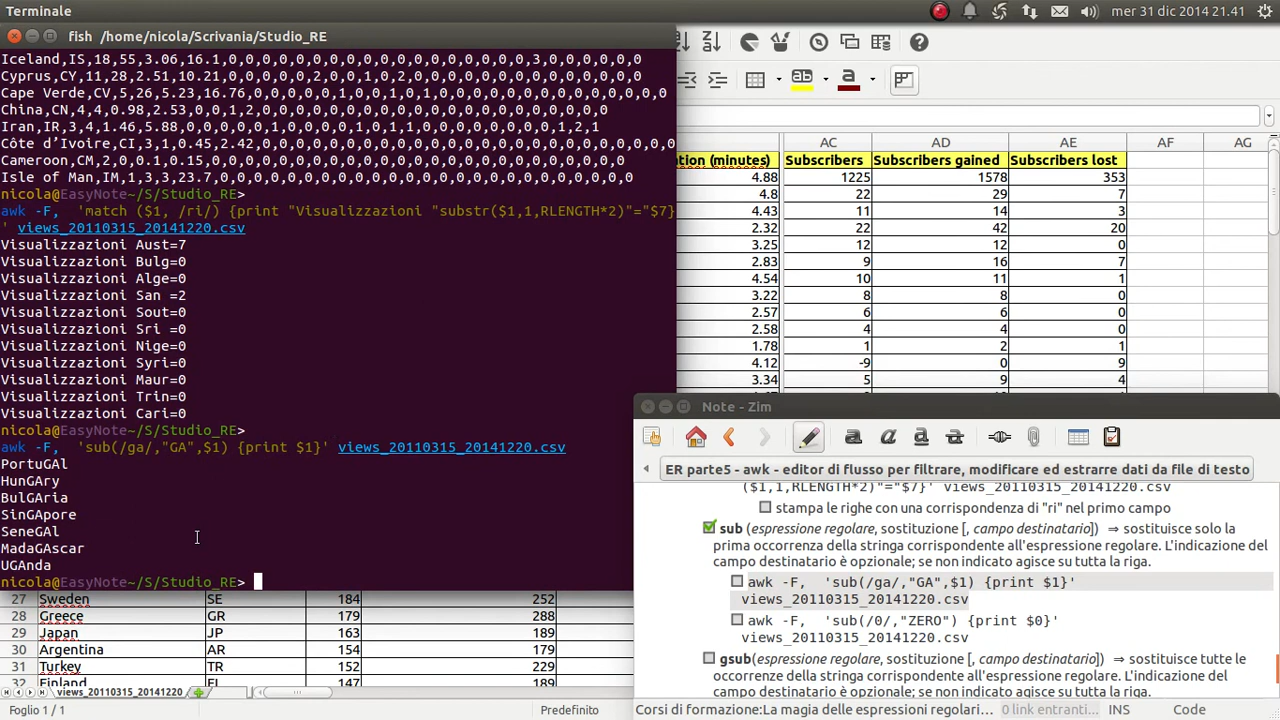 Terminale
mer 31 dic 2014 21.41
fish /home/nicola/Scrivania/Studio_RE
Iceland,IS,18,55,3.06,16.1,0,0,0,0,0,0,0,0,0,0,0,0,0,0,0,0,0,0,3,0,0,0,0,0,0
Cyprus,CY,11,28,2.51,10.21,0,0,0,0,0,0,2,0,0,1,0,2,0,0,0,0,0,0,0,0,0,0,0,0
Cape Verde,CV,5,26,5.23,16.76,0,0,0,0,0,0,1,0,0,1,0,1,0,0,0,0,0,0,0,0,0,0,0,0,0,0
China,CN,4,4,0.98,2.53,0,0,1,2,0,0,0,0,0,0,0,0,0,0,0,0,0,0,0,0,0,0,0,0,0
Iran,IR,3,4,1.46,5.88,0,0,0,0,0,1,0,0,0,0,1,0,1,1,0,0,0,0,0,0,0,0,1,2,1
Côte d’Ivoire,CI,3,1,0.45,2.42,0,0,0,0,0,0,0,0,0,0,0,0,0,0,0,0,0,0,0,0,0,0,0,0,0
Cameroon,CM,2,0,0.1,0.15,0,0,0,0,0,0,0,0,0,0,0,0,0,0,0,0,0,0,0,0,0,0,0,0,0
Isle of Man,IM,1,3,3,23.7,0,0,0,0,0,0,0,0,0,0,0,0,0,0,0,0,0,0,0,0,0,0,0,0,0
nicola@EasyNote~/S/Studio_RE>
awk -F, 'match ($1, /ri/) {print "Visualizzazioni "substr($1,1,RLENGTH*2)"="$7}
' views_20110315_20141220.csv
Visualizzazioni Aust=7
Visualizzazioni Bulg=0
Visualizzazioni Alge=0
Visualizzazioni San =2
Visualizzazioni Sout=0
Visualizzazioni Sri =0
Visualizzazioni Nige=0
Visualizzazioni Syri=0
Visualizzazioni Maur=0
Visualizzazioni Trin=0
Visualizzazioni Cari=0
nicola@EasyNote~/S/Studio_RE>
awk -F, 'sub(/ga/,"GA",$1) {print $1}' views_20110315_20141220.csv
PortuGAl
HunGAry
BulGAria
SinGApore
SeneGAl
MadaGAscar
UGAnda
nicola@EasyNote~/S/Studio_RE>
AC AD AE AF AG
tion (minutes) Subscribers Subscribers gained Subscribers lost
4.88 1225 1578 353
4.8 22 29 7
4.43 11 14 3
2.32 22 42 20
3.25 12 12 0
2.83 9 16 7
4.54 10 11 1
3.22 8 8 0
2.57 6 6 0
2.58 4 4 0
1.78 1 2 1
4.12 -9 0 9
3.34 5 9 4
Note - Zim
ER parte5 - awk - editor di flusso per filtrare, modificare ed estrarre dati da file di testo
($1,1,RLENGTH*2)"="$7}' views_20110315_20141220.csv
stampa le righe con una corrispondenza di "ri" nel primo campo
sub (espressione regolare, sostituzione [, campo destinatario]) ⇒ sostituisce solo la
prima occorrenza della stringa corrispondente all'espressione regolare. L'indicazione del
campo destinatario è opzionale; se non indicato agisce su tutta la riga.
awk -F, 'sub(/ga/,"GA",$1) {print $1}'
views_20110315_20141220.csv
awk -F, 'sub(/0/,"ZERO") {print $0}'
views_20110315_20141220.csv
gsub(espressione regolare, sostituzione [, campo destinatario]) ⇒ sostituisce tutte le
occorrenze della stringa corrispondente all'espressione regolare. L'indicazione del
campo destinatario è opzionale; se non indicato agisce su tutta la riga.
Corsi di formazione:La magia delle espressioni regolari... 0 link entranti... INS Code
27 Sweden SE 184 252
28 Greece GR 179 288
29 Japan JP 163 189
30 Argentina AR 154 179
31 Turkey TR 152 229
32 Finland FI 147 189
views_20110315_20141220
Foglio 1 / 1 Predefinito